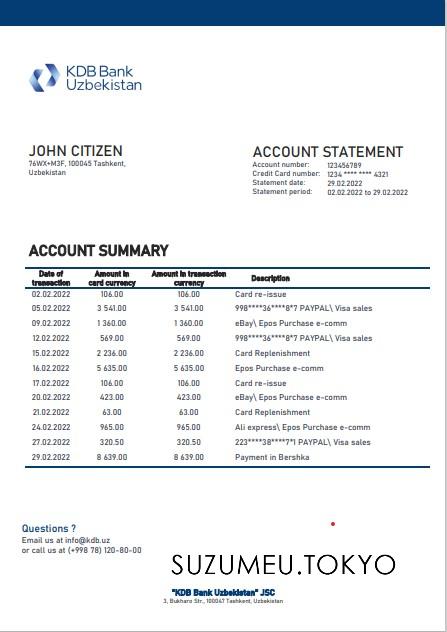 KDB Bank
Uzbekistan
JOHN CITIZEN
76WX+M3F, 100045 Tashkent,
Uzbekistan
ACCOUNT STATEMENT
Account number: 123456789
Credit Card number: 1234 **** **** 4321
Statement date: 29.02.2022
Statement period: 02.02.2022 to 29.02.2022
ACCOUNT SUMMARY
Date of transaction Amount in card currency Amount in transaction currency Description
02.02.2022 106.00 106.00 Card re-issue
05.02.2022 3 541.00 3 541.00 998****36****8*7 PAYPAL\ Visa sales
09.02.2022 1 360.00 1 360.00 eBay\ Epos Purchase e-comm
12.02.2022 569.00 569.00 998****36****8*7 PAYPAL\ Visa sales
15.02.2022 2 236.00 2 236.00 Card Replenishment
16.02.2022 5 635.00 5 635.00 Epos Purchase e-comm
17.02.2022 106.00 106.00 Card re-issue
20.02.2022 423.00 423.00 eBay\ Epos Purchase e-comm
21.02.2022 63.00 63.00 Card Replenishment
24.02.2022 965.00 965.00 Ali express\ Epos Purchase e-comm
27.02.2022 320.50 320.50 223****38****7*1 PAYPAL\ Visa sales
29.02.2022 8 639.00 8 639.00 Payment in Bershka
Questions ?
Email us at info@kdb.uz
or call us at (+998 78) 120-80-00
SUZUMEU.TOKYO
"KDB Bank Uzbekistan" JSC
3, Bukhara Str., 100047 Tashkent, Uzbekistan